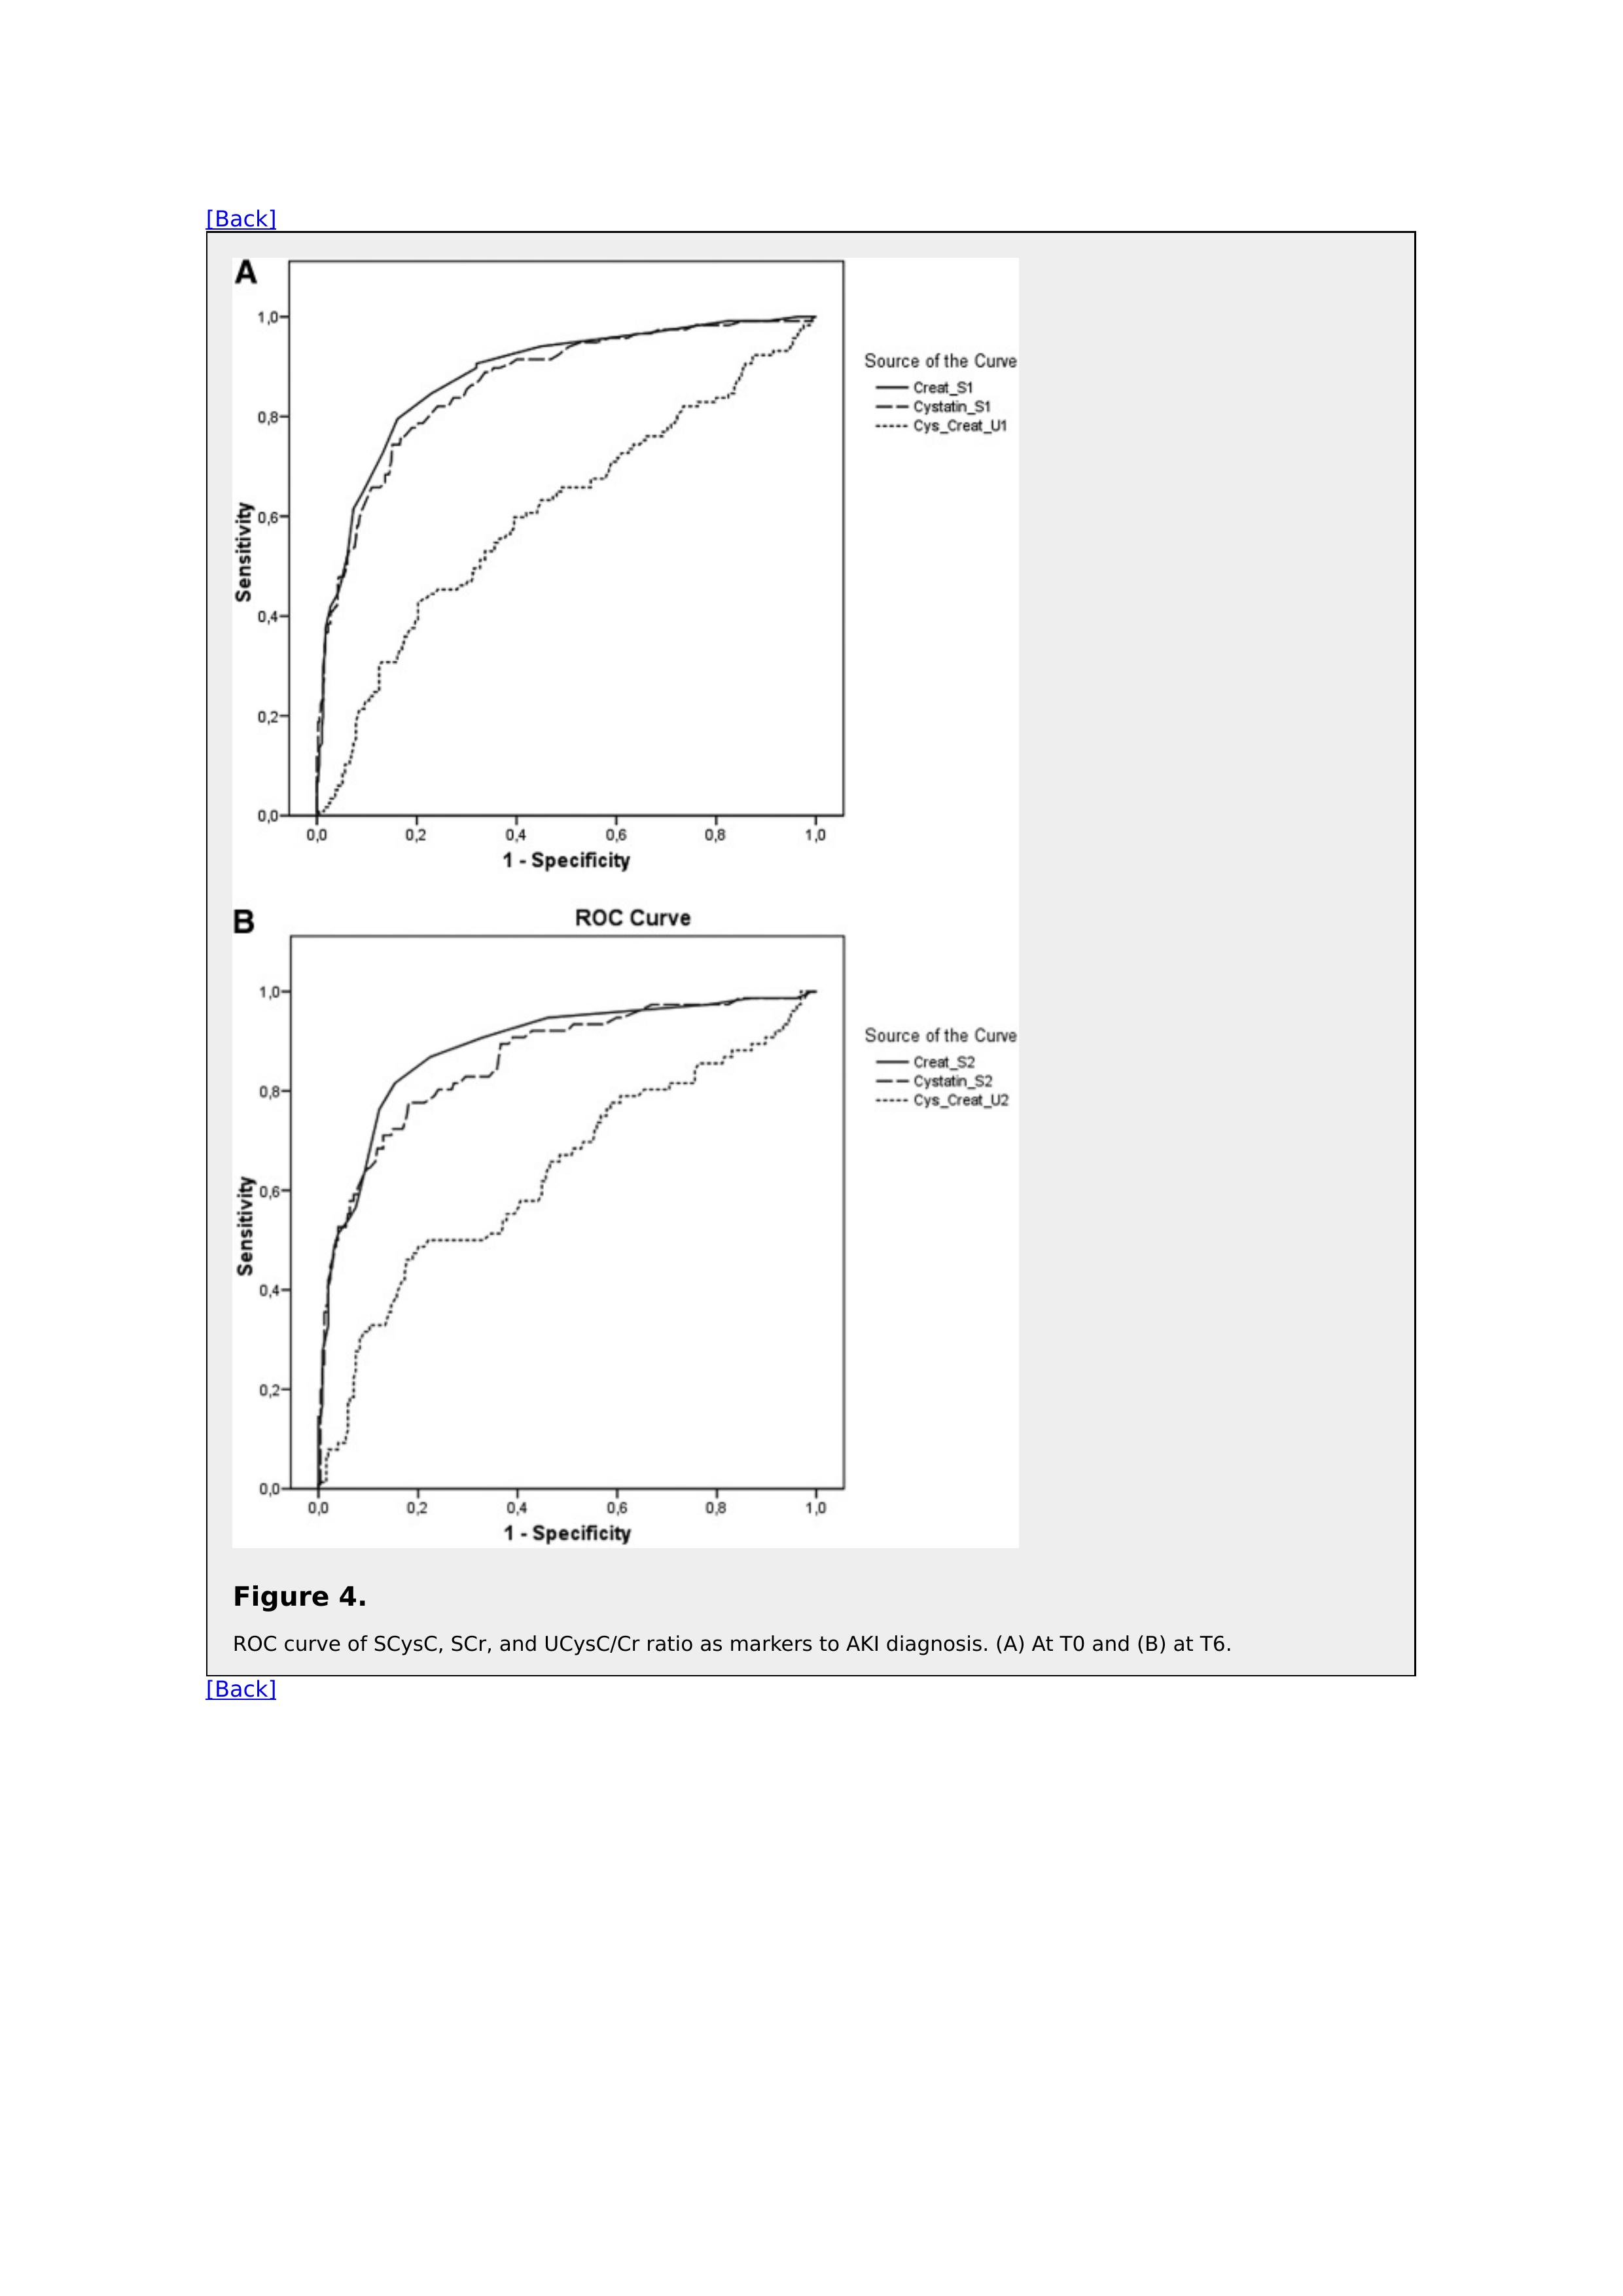 [Back]
A
1,0
0,8
0,6
0,4
0,2
0,0
Sensitivity
0,0 0,2 0,4 0,6 0,8 1,0
1 - Specificity
Source of the Curve
Creat_S1
Cystatin_S1
Cys_Creat_U1
B
ROC Curve
1,0
0,8
0,6
0,4
0,2
0,0
Sensitivity
0,0 0,2 0,4 0,6 0,8 1,0
1 - Specificity
Source of the Curve
Creat_S2
Cystatin_S2
Cys_Creat_U2
Figure 4.
ROC curve of SCysC, SCr, and UCysC/Cr ratio as markers to AKI diagnosis. (A) At T0 and (B) at T6.
[Back]